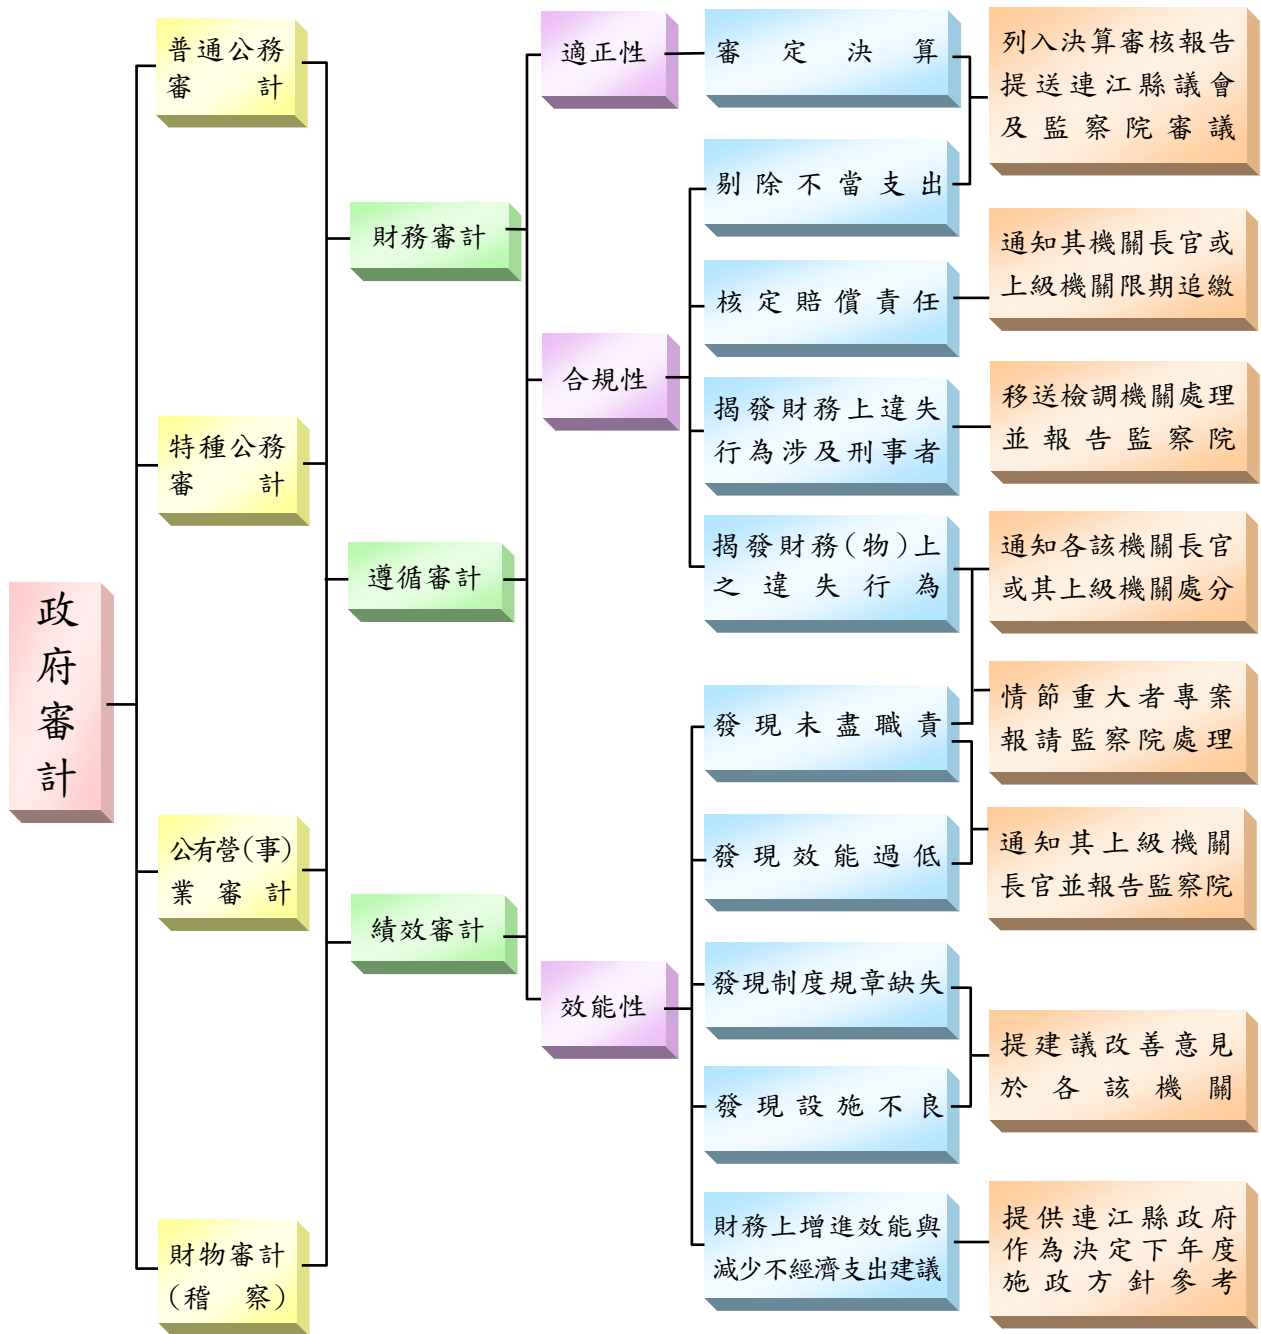 政府審計
普通公務
審計
特種公務
審計
公有營(事)
業審計
財物審計
(稽察)
財務審計
遵循審計
績效審計
適正性
合規性
效能性
審定決算
剔除不當支出
核定賠償責任
揭發財務上違失
行為涉及刑事者
揭發財務(物)上
之違失行為
發現未盡職責
發現效能過低
發現制度規章缺失
發現設施不良
財務上增進效能與
減少不經濟支出建議
列入決算審核報告
提送連江縣議會
及監察院審議
通知其機關長官或
上級機關限期追繳
移送檢調機關處理
並報告監察院
通知各該機關長官
或其上級機關處分
情節重大者專案
報請監察院處理
通知其上級機關
長官並報告監察院
提建議改善意見
於各該機關
提供連江縣政府
作為決定下年度
施政方針參考